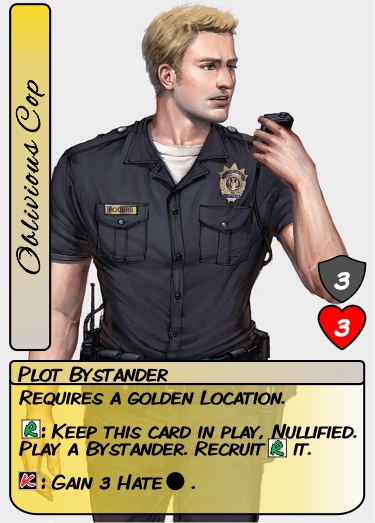 Oblivious Cop
ROGERS
3
3
PLOT BYSTANDER
REQUIRES A GOLDEN LOCATION.
R: KEEP THIS CARD IN PLAY, NULLIFIED.
PLAY A BYSTANDER. RECRUIT R IT.
K: GAIN 3 HATE ● .